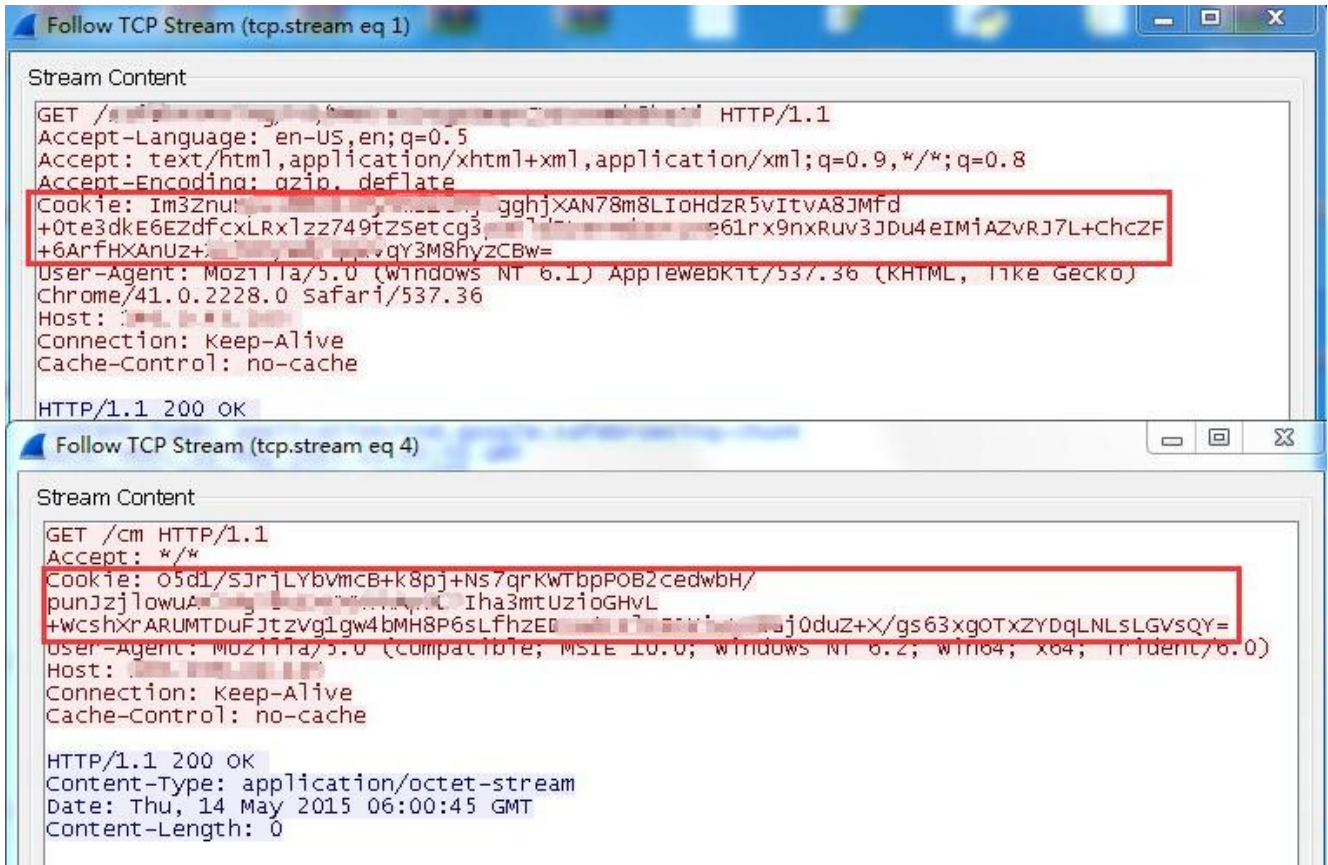 Follow TCP Stream (tcp.stream eq 1)
Stream Content
GET / HTTP/1.1
Accept-Language: en-US,en;q=0.5
Accept: text/html,application/xhtml+xml,application/xml;q=0.9,*/*;q=0.8
Accept-Encoding: gzip, deflate
Cookie: Im3Znu gghjXAN78m8LIoHdzR5vItvA8JMfd
+0te3dkE6EZdfcxLRxlzz749tZSetcg3 e61rx9nxRuv3JDu4eIMiAZvRJ7L+ChcZF
+6ArfHXAnUz+ qY3M8hyzCBw=
User-Agent: Mozilla/5.0 (Windows NT 6.1) AppleWebKit/537.36 (KHTML, like Gecko)
Chrome/41.0.2228.0 Safari/537.36
Host:
Connection: Keep-Alive
Cache-Control: no-cache
HTTP/1.1 200 OK
Follow TCP Stream (tcp.stream eq 4)
Stream Content
GET /cm HTTP/1.1
Accept: */*
Cookie: O5d1/SJrjLYbVmcB+k8pj+Ns7qrKWTbpPOB2cedwbH/
punJzjlowuA Iha3mtUzioGHvL
+WcshXrARUMTDuFJtzVg1gw4bMH8P6sLfhzED jOduZ+X/gs63xgOTxZYDqLNLsLGVsQY=
User-Agent: Mozilla/5.0 (compatible; MSIE 10.0; Windows NT 6.2; Win64; x64; Trident/6.0)
Host:
Connection: Keep-Alive
Cache-Control: no-cache
HTTP/1.1 200 OK
Content-Type: application/octet-stream
Date: Thu, 14 May 2015 06:00:45 GMT
Content-Length: 0